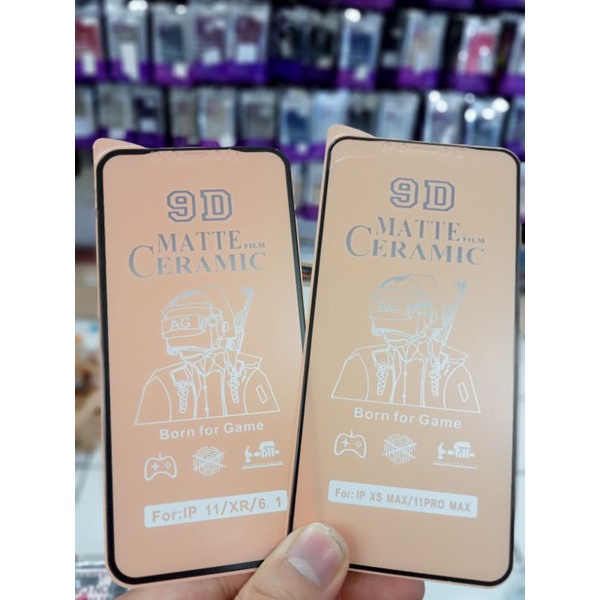 9D
MATTE FILM
CERAMIC
AG
Born for Game
For:IP 11/XR/6.1
9D
MATTE FILM
CERAMIC
AG
Born for Game
For: IP XS MAX/11PRO MAX